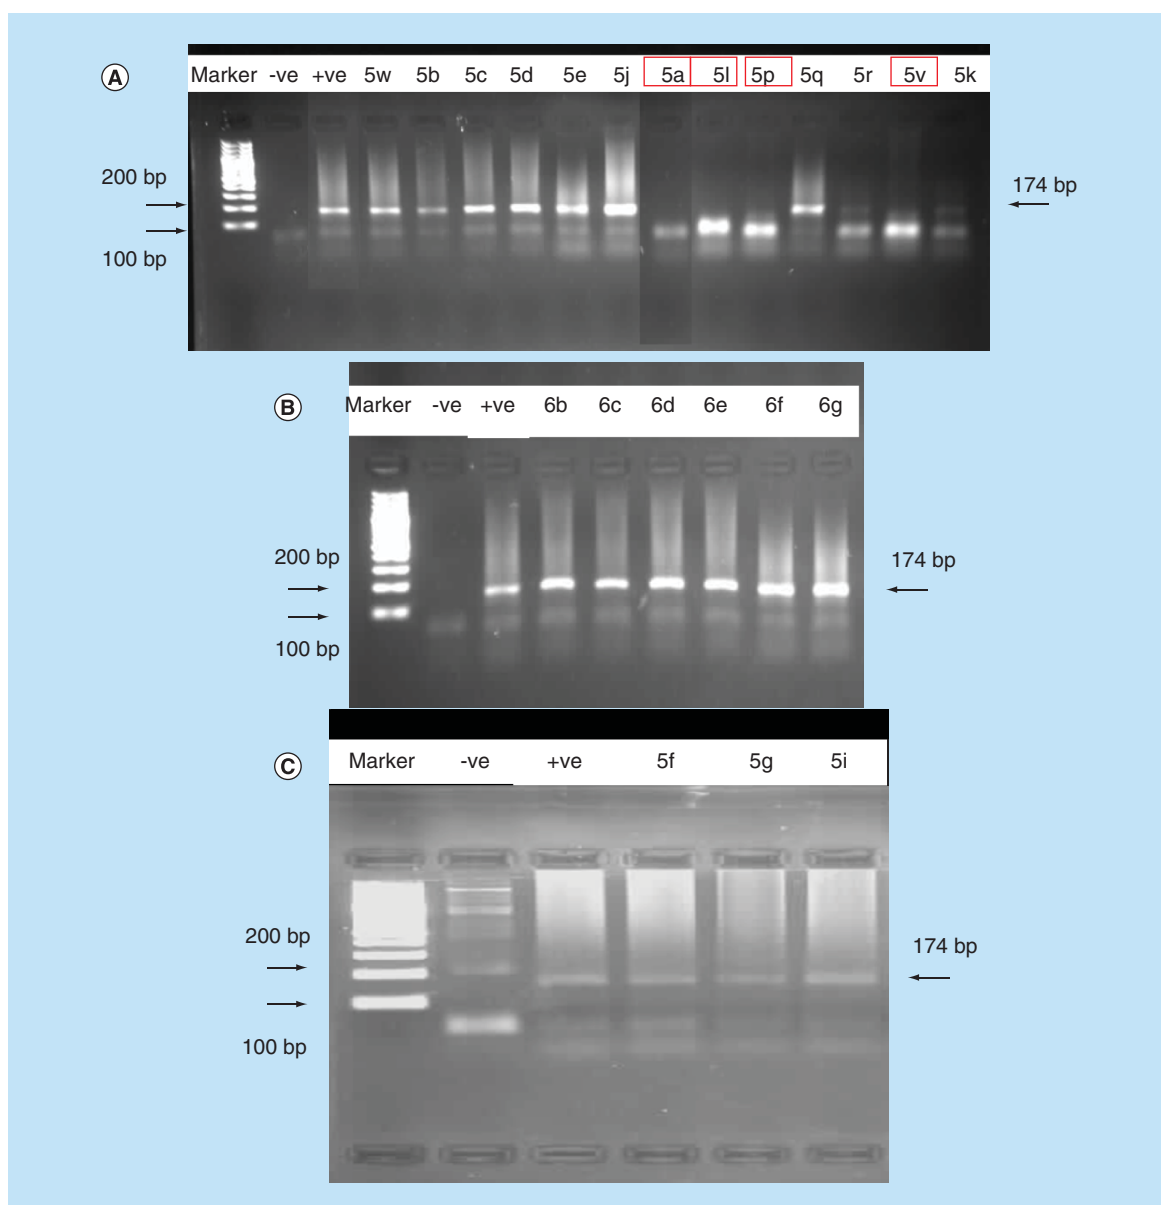 A
Marker -ve +ve 5w 5b 5c 5d 5e 5j 5a 5l 5p 5q 5r 5v 5k
200 bp
174 bp
100 bp
B
Marker -ve +ve 6b 6c 6d 6e 6f 6g
200 bp
174 bp
100 bp
C
Marker -ve +ve 5f 5g 5i
200 bp
174 bp
100 bp